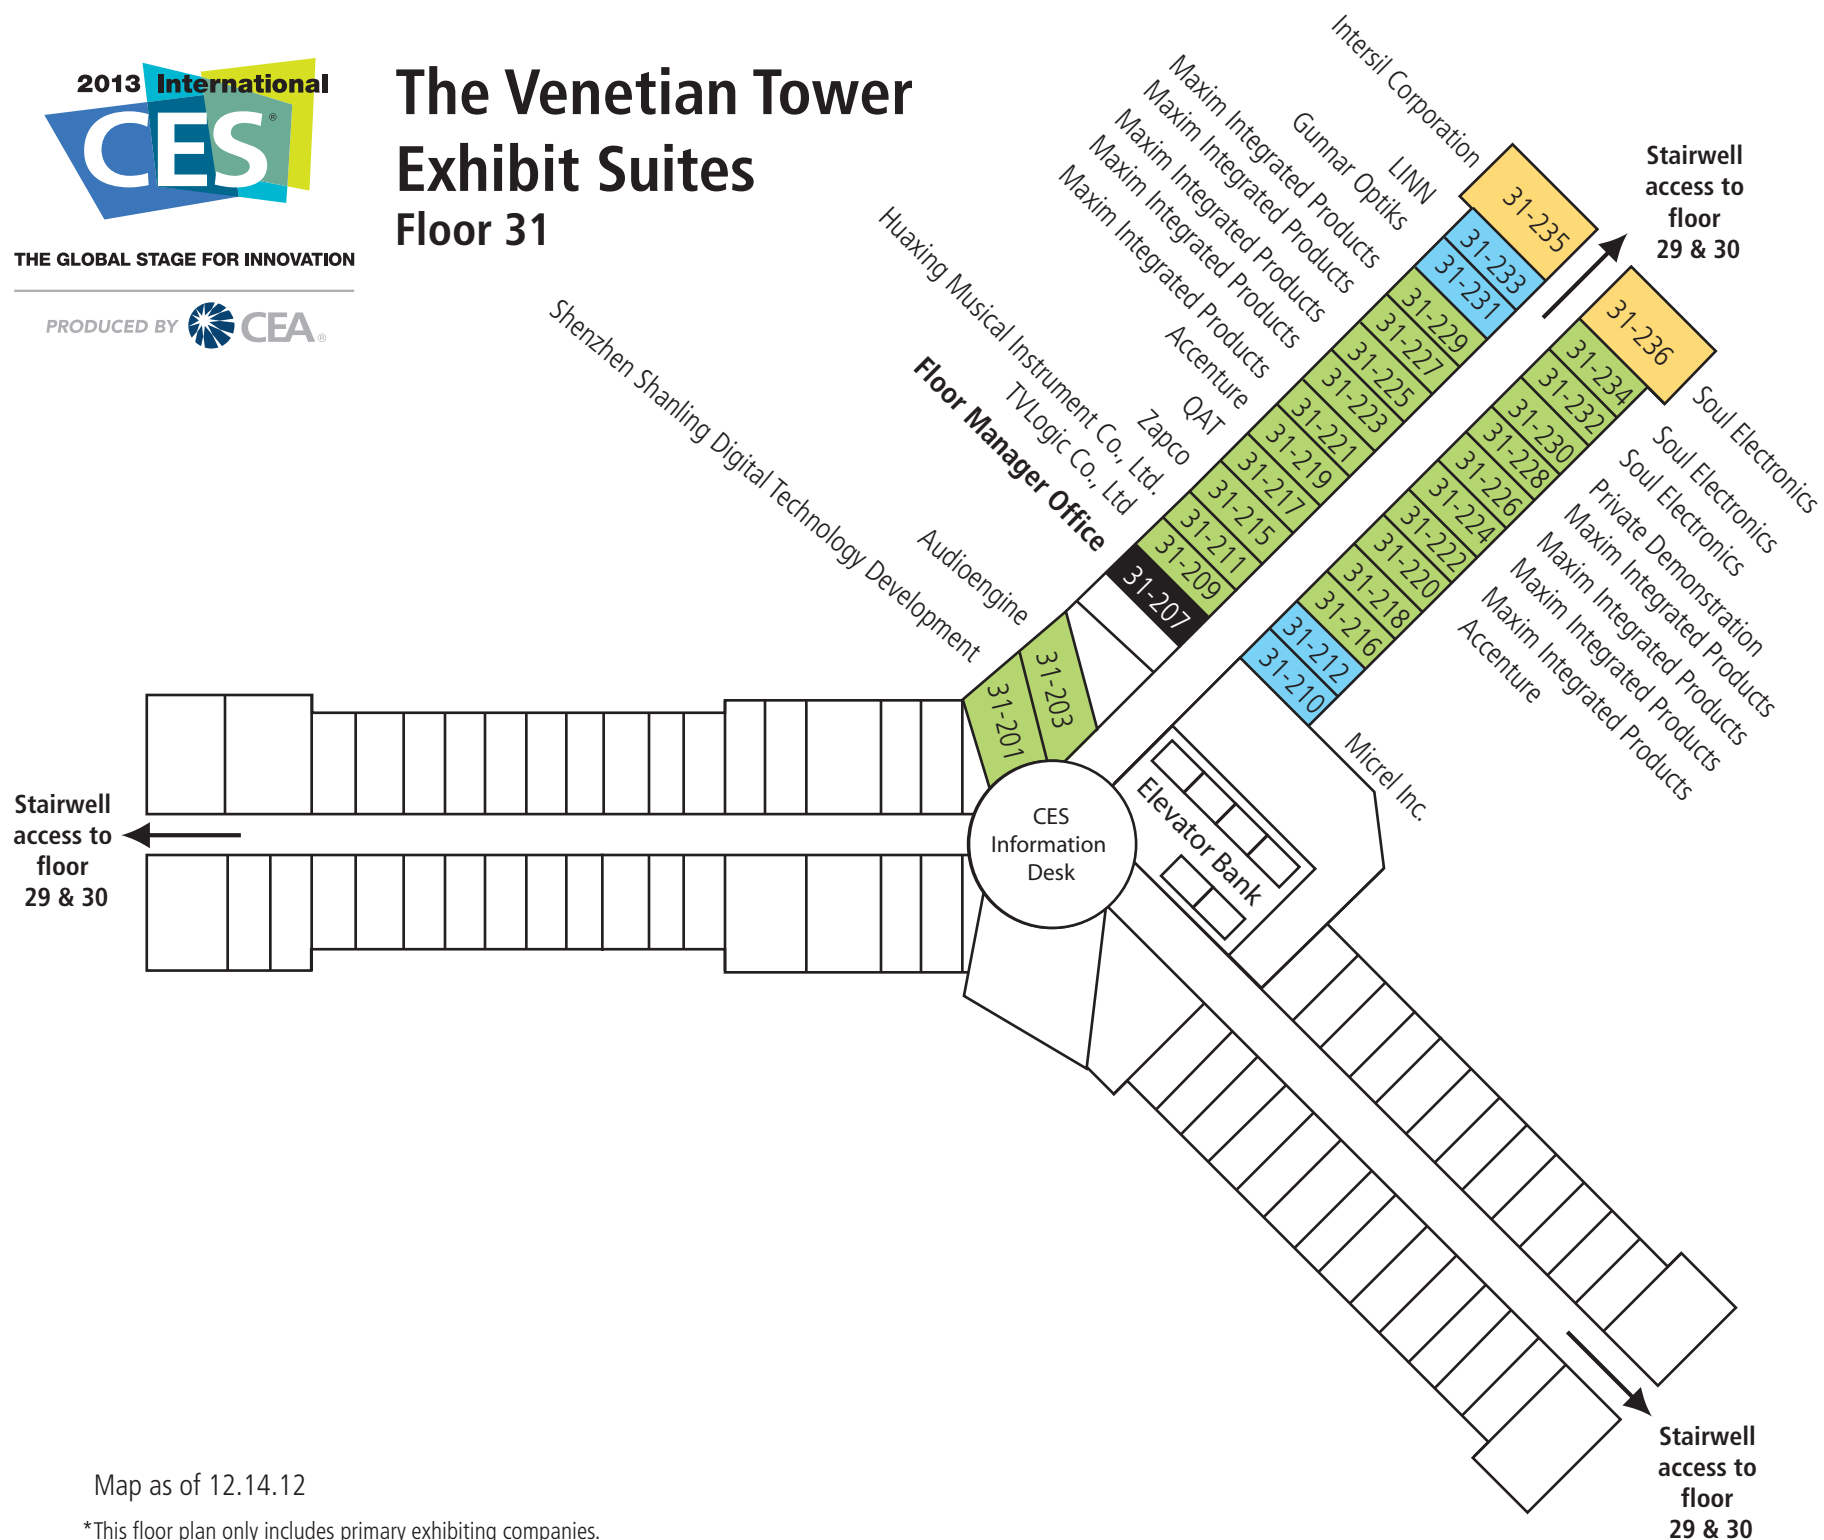 2013 International
CES®
THE GLOBAL STAGE FOR INNOVATION
PRODUCED BY CEA®
The Venetian Tower
Exhibit Suites
Floor 31
Shenzhen Shanling Digital Technology Development
Audioengine
Floor Manager Office
TVLogic Co., Ltd
Huaxing Musical Instrument Co., Ltd.
Zapco
QAT
Accenture
Maxim Integrated Products
Maxim Integrated Products
Maxim Integrated Products
Maxim Integrated Products
Maxim Integrated Products
Gunnar Optiks
LINN
Intersil Corporation
31-235
31-233
31-231
31-229
31-227
31-225
31-223
31-221
31-219
31-217
31-215
31-211
31-209
31-207
31-203
31-201
Stairwell
access to
floor
29 & 30
31-236
31-234
31-232
31-230
31-228
31-226
31-224
31-222
31-220
31-218
31-216
31-212
31-210
Soul Electronics
Soul Electronics
Soul Electronics
Private Demonstration
Maxim Integrated Products
Maxim Integrated Products
Maxim Integrated Products
Maxim Integrated Products
Accenture
Micrel Inc.
CES
Information
Desk
Elevator Bank
Stairwell
access to
floor
29 & 30
Stairwell
access to
floor
29 & 30
Map as of 12.14.12
*This floor plan only includes primary exhibiting companies.